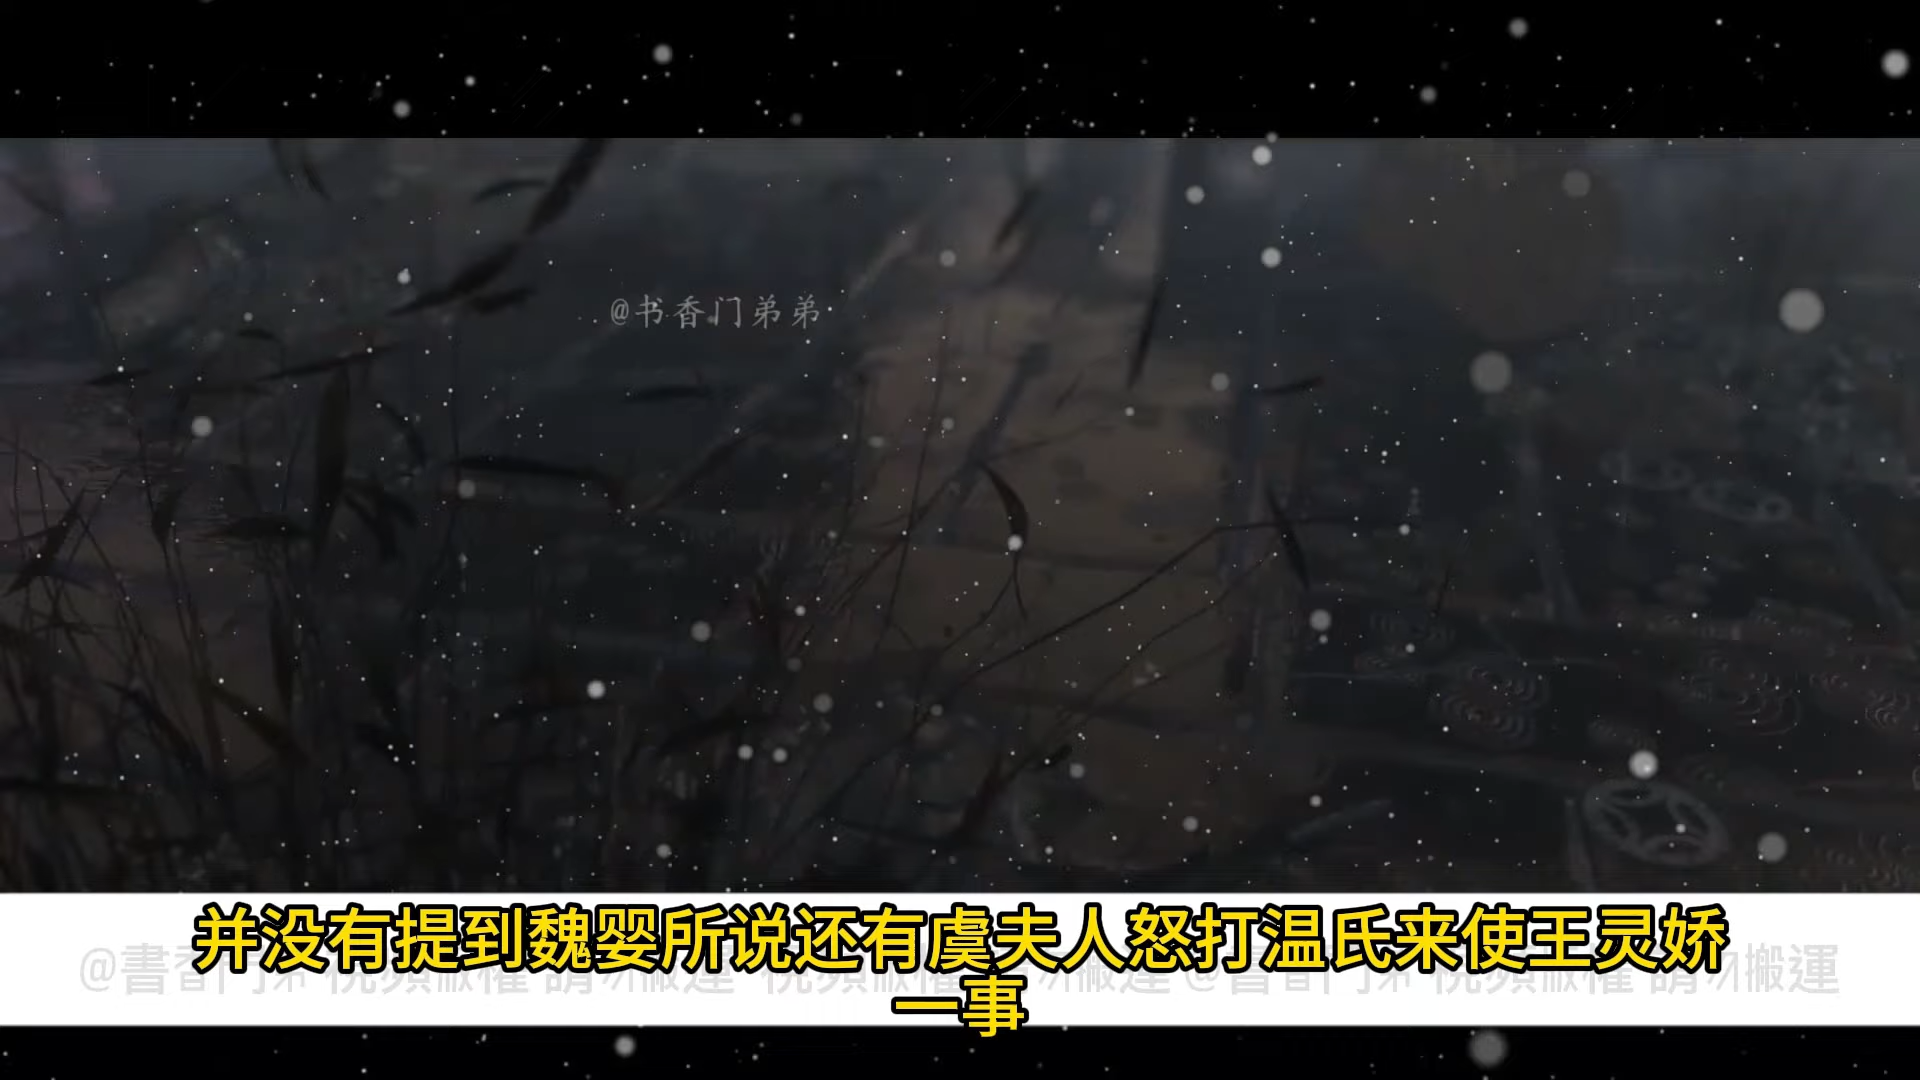 @书香门弟弟
并没有提到魏婴所说还有虞夫人怒打温氏来使王灵娇
一事